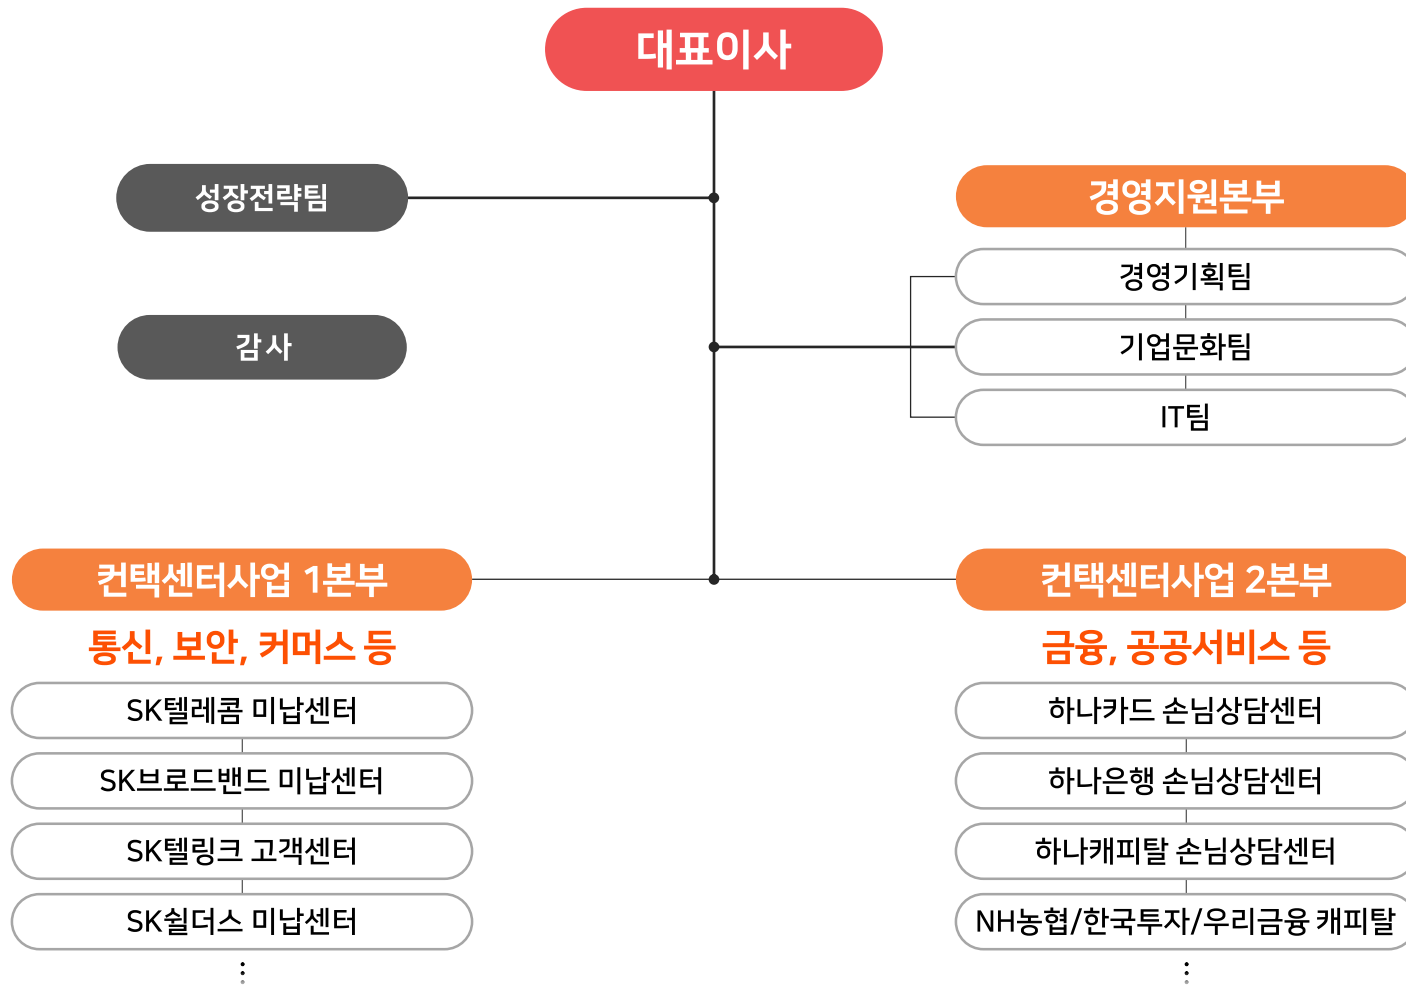 대표이사
성장전략팀
감사
경영지원본부
경영기획팀
기업문화팀
IT팀
컨택센터사업 1본부
통신, 보안, 커머스 등
SK텔레콤 미납센터
SK브로드밴드 미납센터
SK텔링크 고객센터
SK쉴더스 미납센터
컨택센터사업 2본부
금융, 공공서비스 등
하나카드 손님상담센터
하나은행 손님상담센터
하나캐피탈 손님상담센터
NH농협/한국투자/우리금융 캐피탈